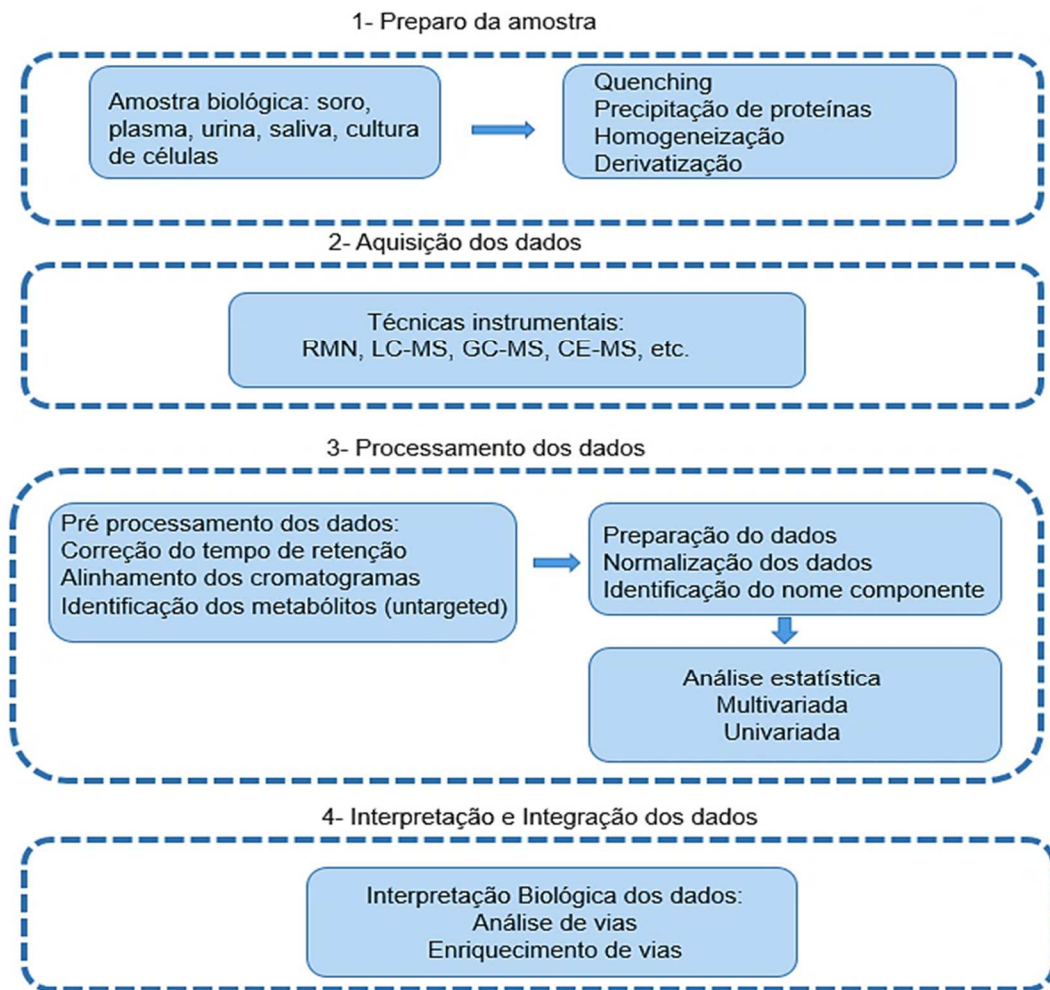 1- Preparo da amostra
Amostra biológica: soro,
plasma, urina, saliva, cultura
de células
Quenching
Precipitação de proteínas
Homogeneização
Derivatização
2- Aquisição dos dados
Técnicas instrumentais:
RMN, LC-MS, GC-MS, CE-MS, etc.
3- Processamento dos dados
Pré processamento dos dados:
Correção do tempo de retenção
Alinhamento dos cromatogramas
Identificação dos metabólitos (untargeted)
Preparação do dados
Normalização dos dados
Identificação do nome componente
Análise estatística
Multivariada
Univariada
4- Interpretação e Integração dos dados
Interpretação Biológica dos dados:
Análise de vias
Enriquecimento de vias